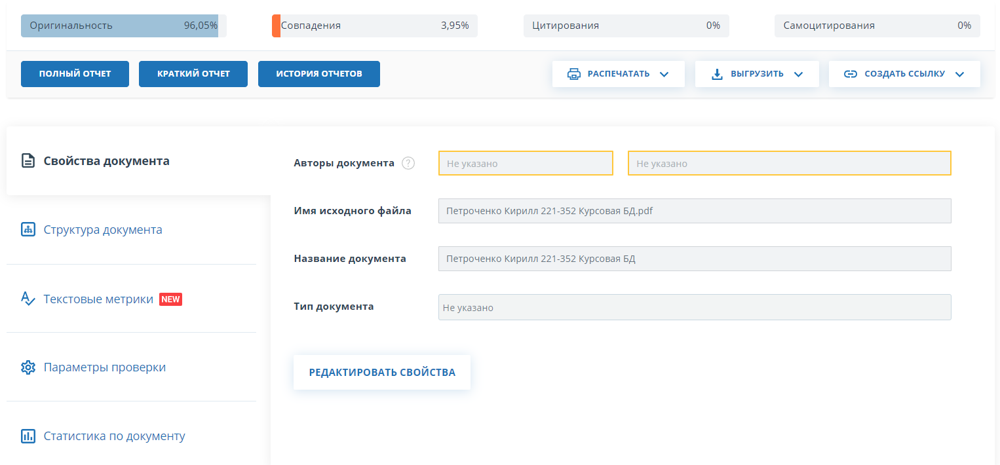 Оригинальность 96,05% Совпадения 3,95% Цитирования 0% Самоцитирования 0%
ПОЛНЫЙ ОТЧЕТ КРАТКИЙ ОТЧЕТ ИСТОРИЯ ОТЧЕТОВ РАСПЕЧАТАТЬ ВЫГРУЗИТЬ СОЗДАТЬ ССЫЛКУ
Свойства документа
Структура документа
Текстовые метрики NEW
Параметры проверки
Статистика по документу
Авторы документа ? Не указано Не указано
Имя исходного файла Петроченко Кирилл 221-352 Курсовая БД.pdf
Название документа Петроченко Кирилл 221-352 Курсовая БД
Тип документа Не указано
РЕДАКТИРОВАТЬ СВОЙСТВА